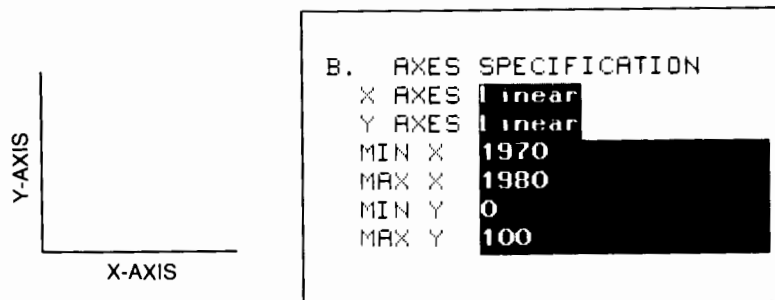 Y-AXIS
X-AXIS
B. AXES SPECIFICATION
X AXES linear
Y AXES linear
MIN X 1970
MAX X 1980
MIN Y 0
MAX Y 100